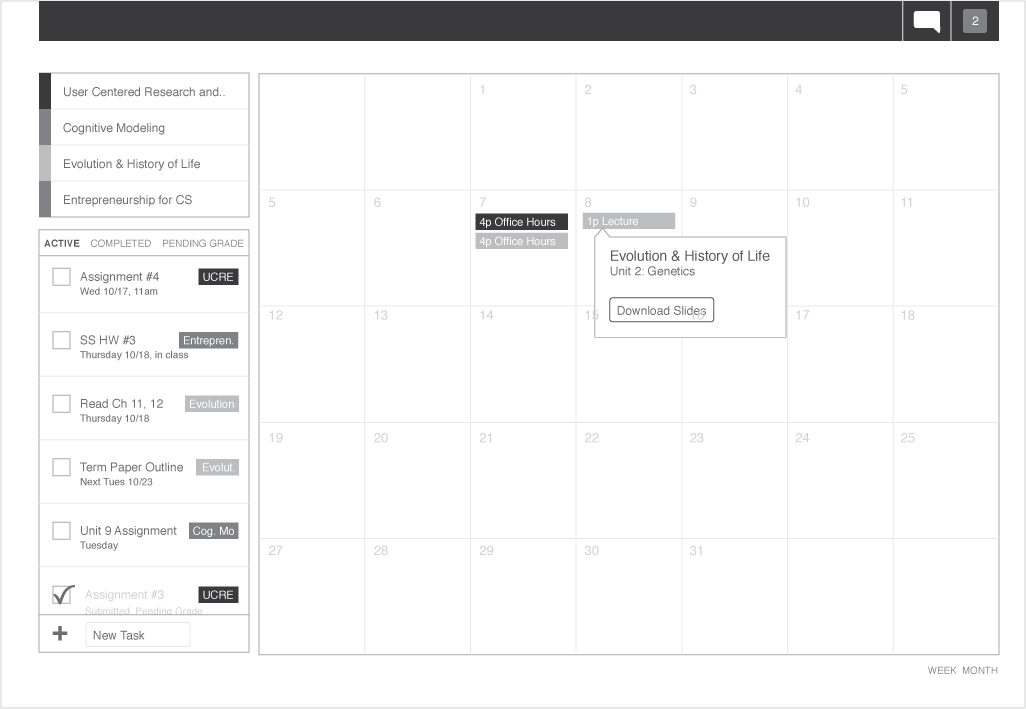 2
User Centered Research and..
Cognitive Modeling
Evolution & History of Life
Entrepreneurship for CS
ACTIVE COMPLETED PENDING GRADE
Assignment #4 UCRE
Wed 10/17, 11am
SS HW #3 Entrepren.
Thursday 10/18, in class
Read Ch 11, 12 Evolution
Thursday 10/18
Term Paper Outline Evolut.
Next Tues 10/23
Unit 9 Assignment Cog. Mo
Tuesday
Assignment #3 UCRE
Submitted, Pending Grade
New Task
1 2 3 4 5
5 6 7 8 9 10 11
4p Office Hours 1p Lecture
4p Office Hours
Evolution & History of Life
Unit 2: Genetics
Download Slides
12 13 14 15 16 17 18
19 20 21 22 23 24 25
27 28 29 30 31
WEEK MONTH